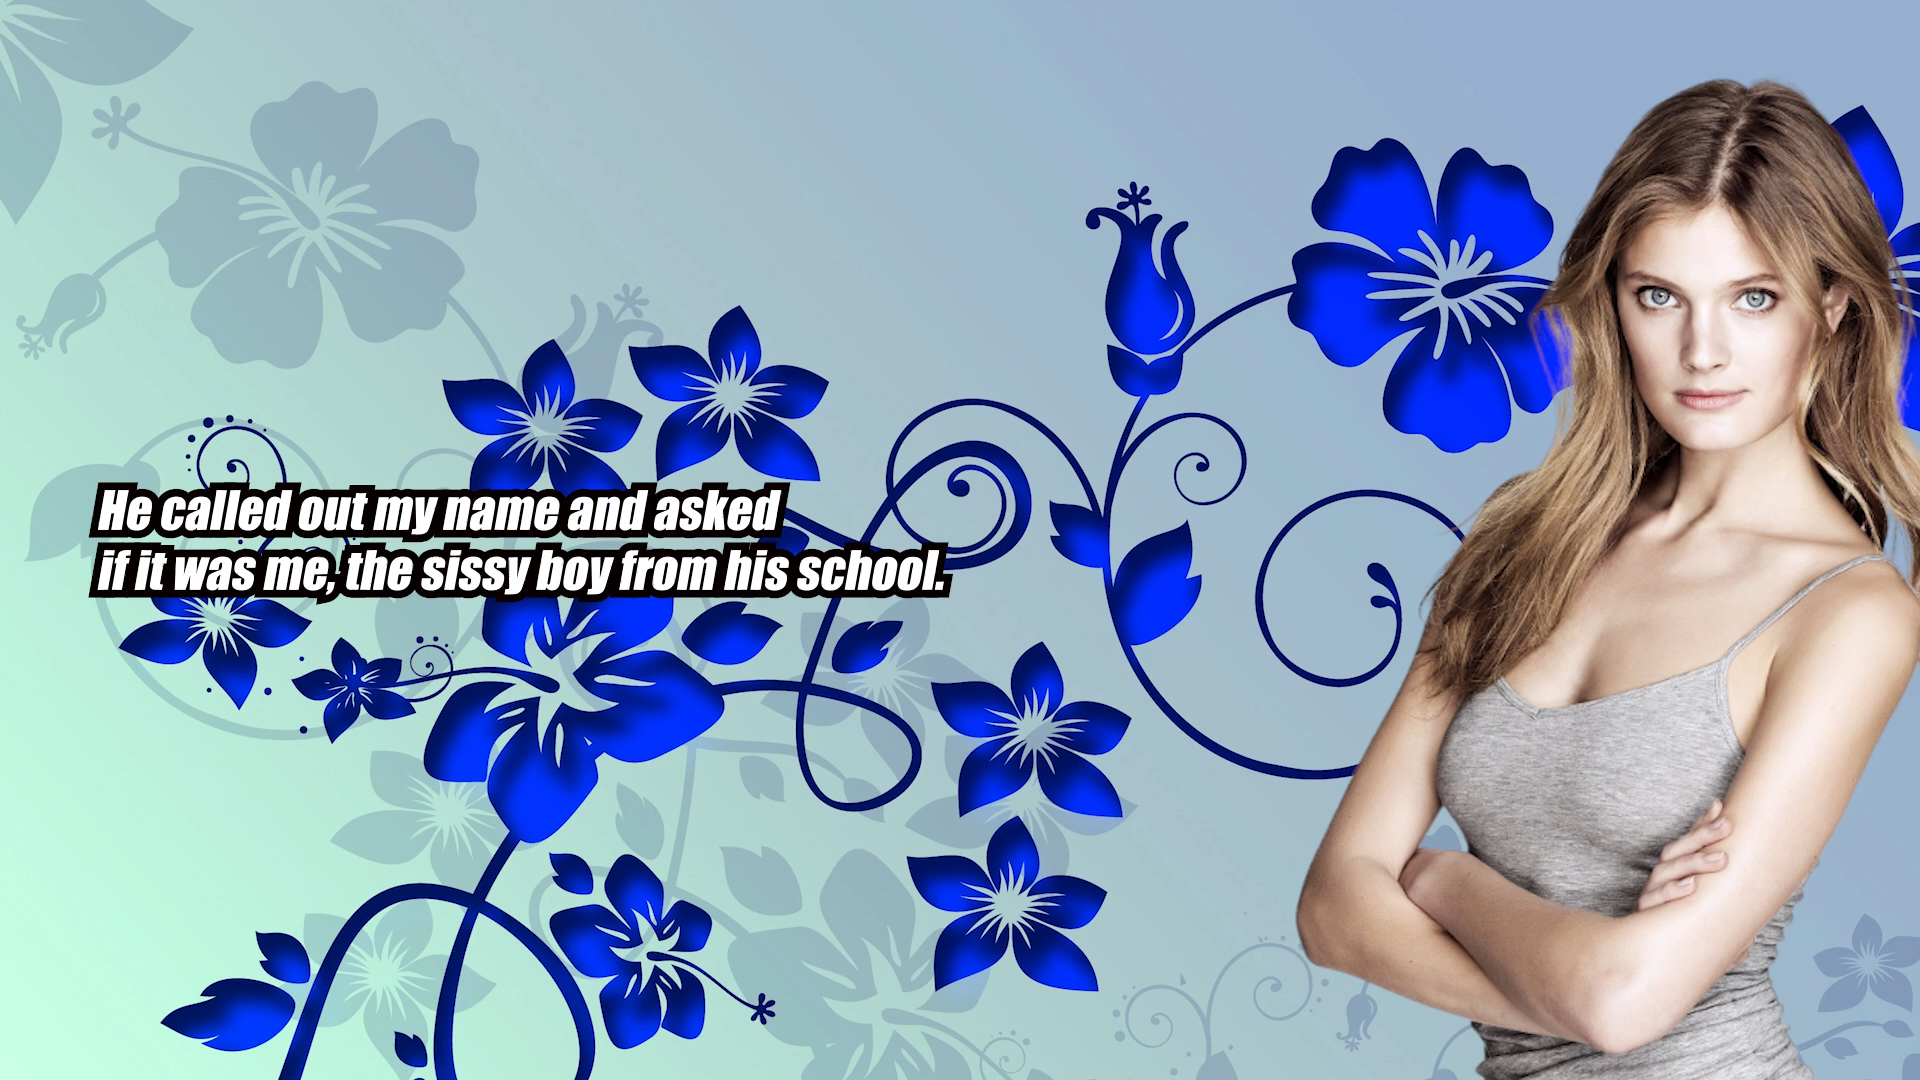 He called out my name and asked
if it was me, the sissy boy from his school.